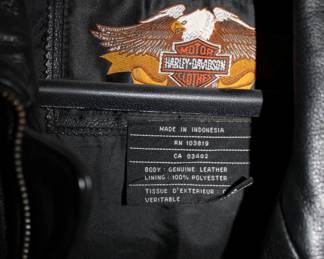 MOTOR
HARLEY-DAVIDSON
CLOTHES
MADE IN INDONESIA
RN 103819
CA 03402
BODY: GENUINE LEATHER
LINING: 100% POLYESTER
TISSUE D'EXTERIEUR:
VERITABLE